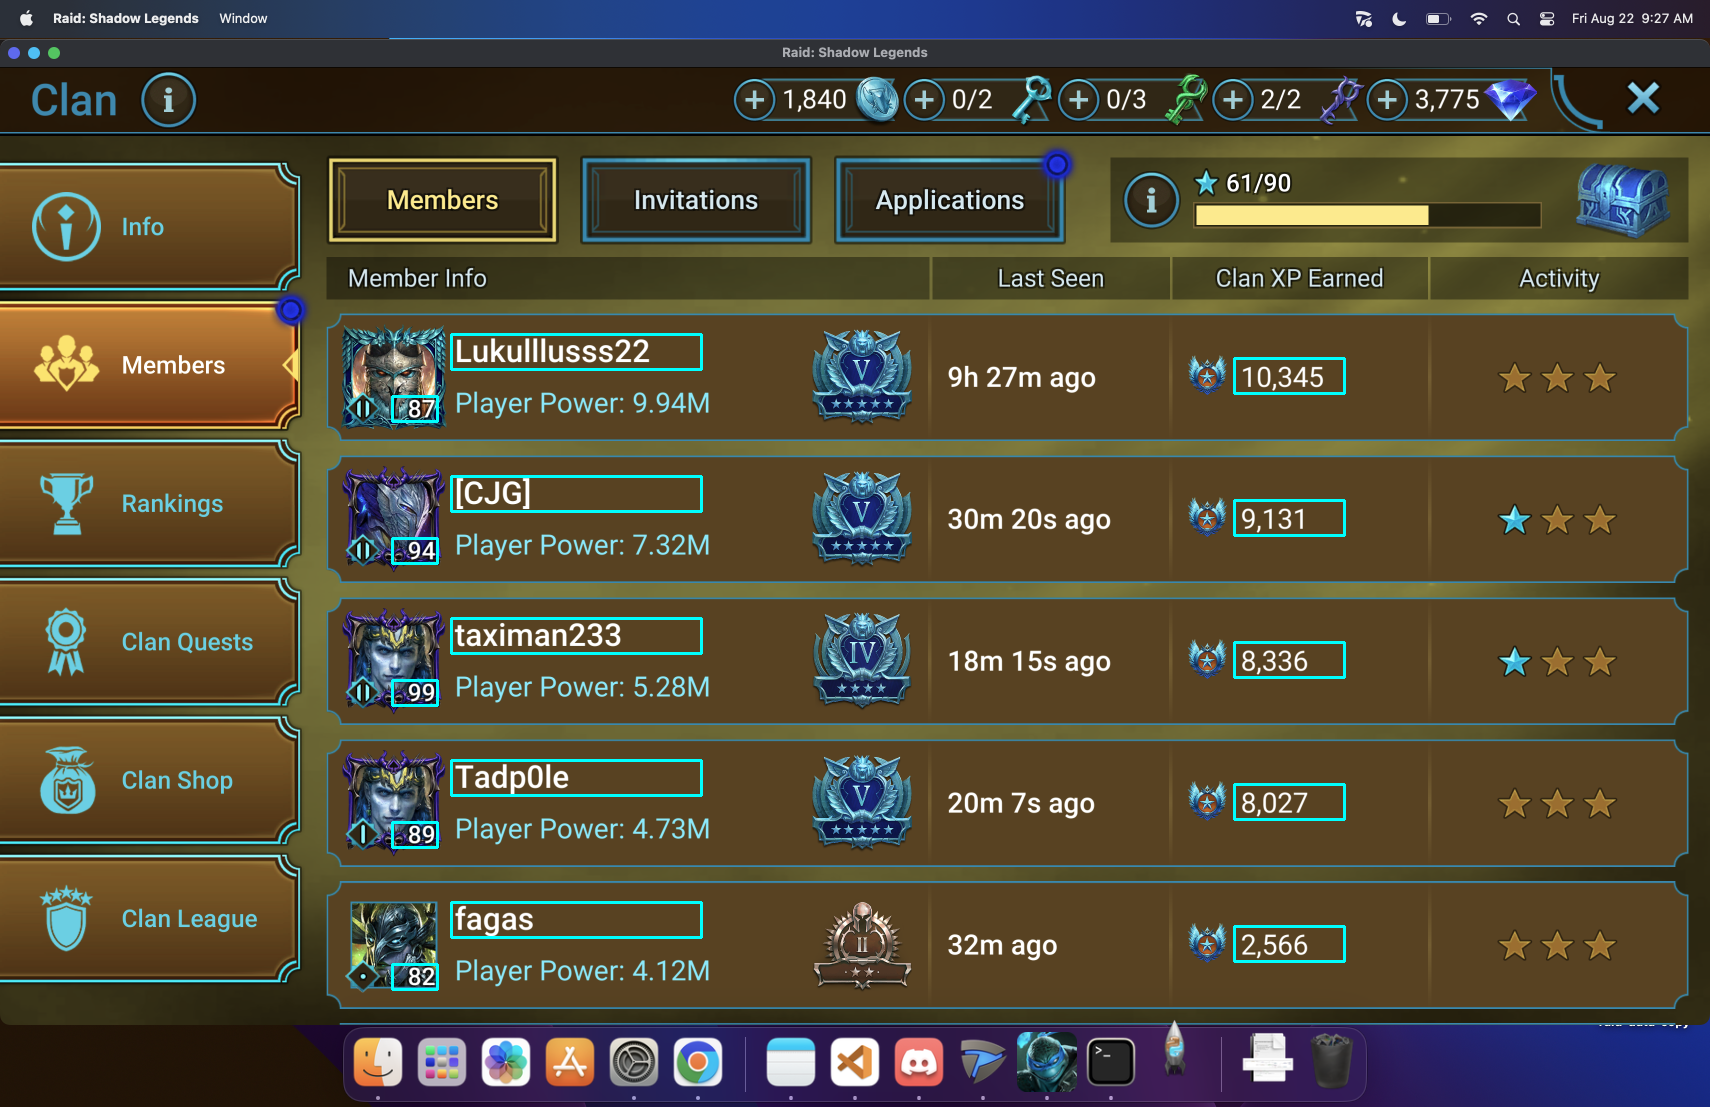 Raid: Shadow Legends Window Fri Aug 22 9:27 AM
Raid: Shadow Legends
Clan i 1,840 0/2 0/3 2/2 3,775
Info
Members
Rankings
Clan Quests
Clan Shop
Clan League
Members Invitations Applications i 61/90
Member Info Last Seen Clan XP Earned Activity
Lukulllusss22
87 Player Power: 9.94M V 9h 27m ago 10,345
[CJG]
94 Player Power: 7.32M V 30m 20s ago 9,131
taximan233
99 Player Power: 5.28M IV 18m 15s ago 8,336
Tadp0le
89 Player Power: 4.73M V 20m 7s ago 8,027
fagas
82 Player Power: 4.12M II 32m ago 2,566